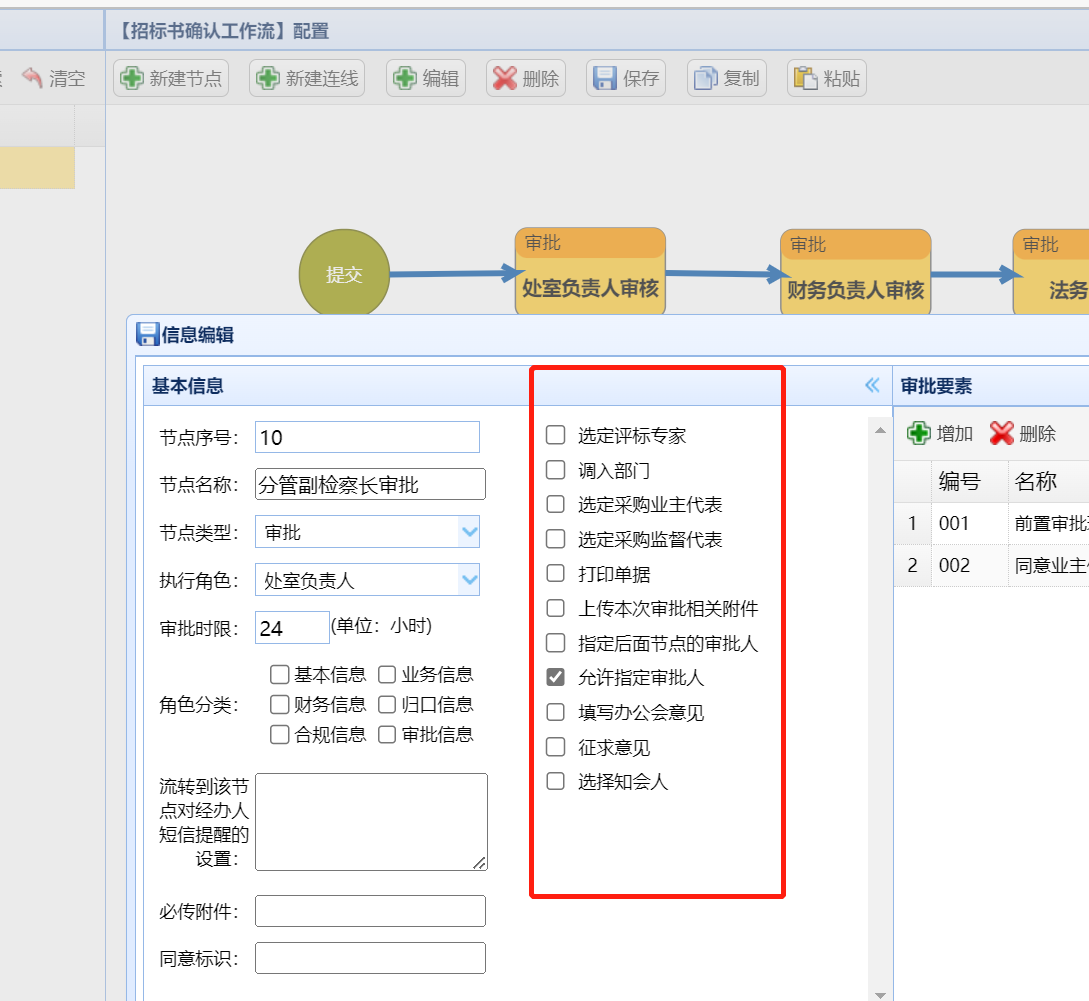 【招标书确认工作流】配置
清空
新建节点
新建连线
编辑
删除
保存
复制
粘贴
提交
审批
处室负责人审核
审批
财务负责人审核
审批
法务
信息编辑
基本信息
节点序号： 10
节点名称： 分管副检察长审批
节点类型： 审批
执行角色： 处室负责人
审批时限： 24 (单位：小时)
角色分类：
基本信息 业务信息
财务信息 归口信息
合规信息 审批信息
流转到该节
点对经办人
短信提醒的
设置：
必传附件：
同意标识：
选定评标专家
调入部门
选定采购业主代表
选定采购监督代表
打印单据
上传本次审批相关附件
指定后面节点的审批人
允许指定审批人
填写办公会意见
征求意见
选择知会人
审批要素
增加 删除
编号 名称
1 001 前置审批
2 002 同意业主